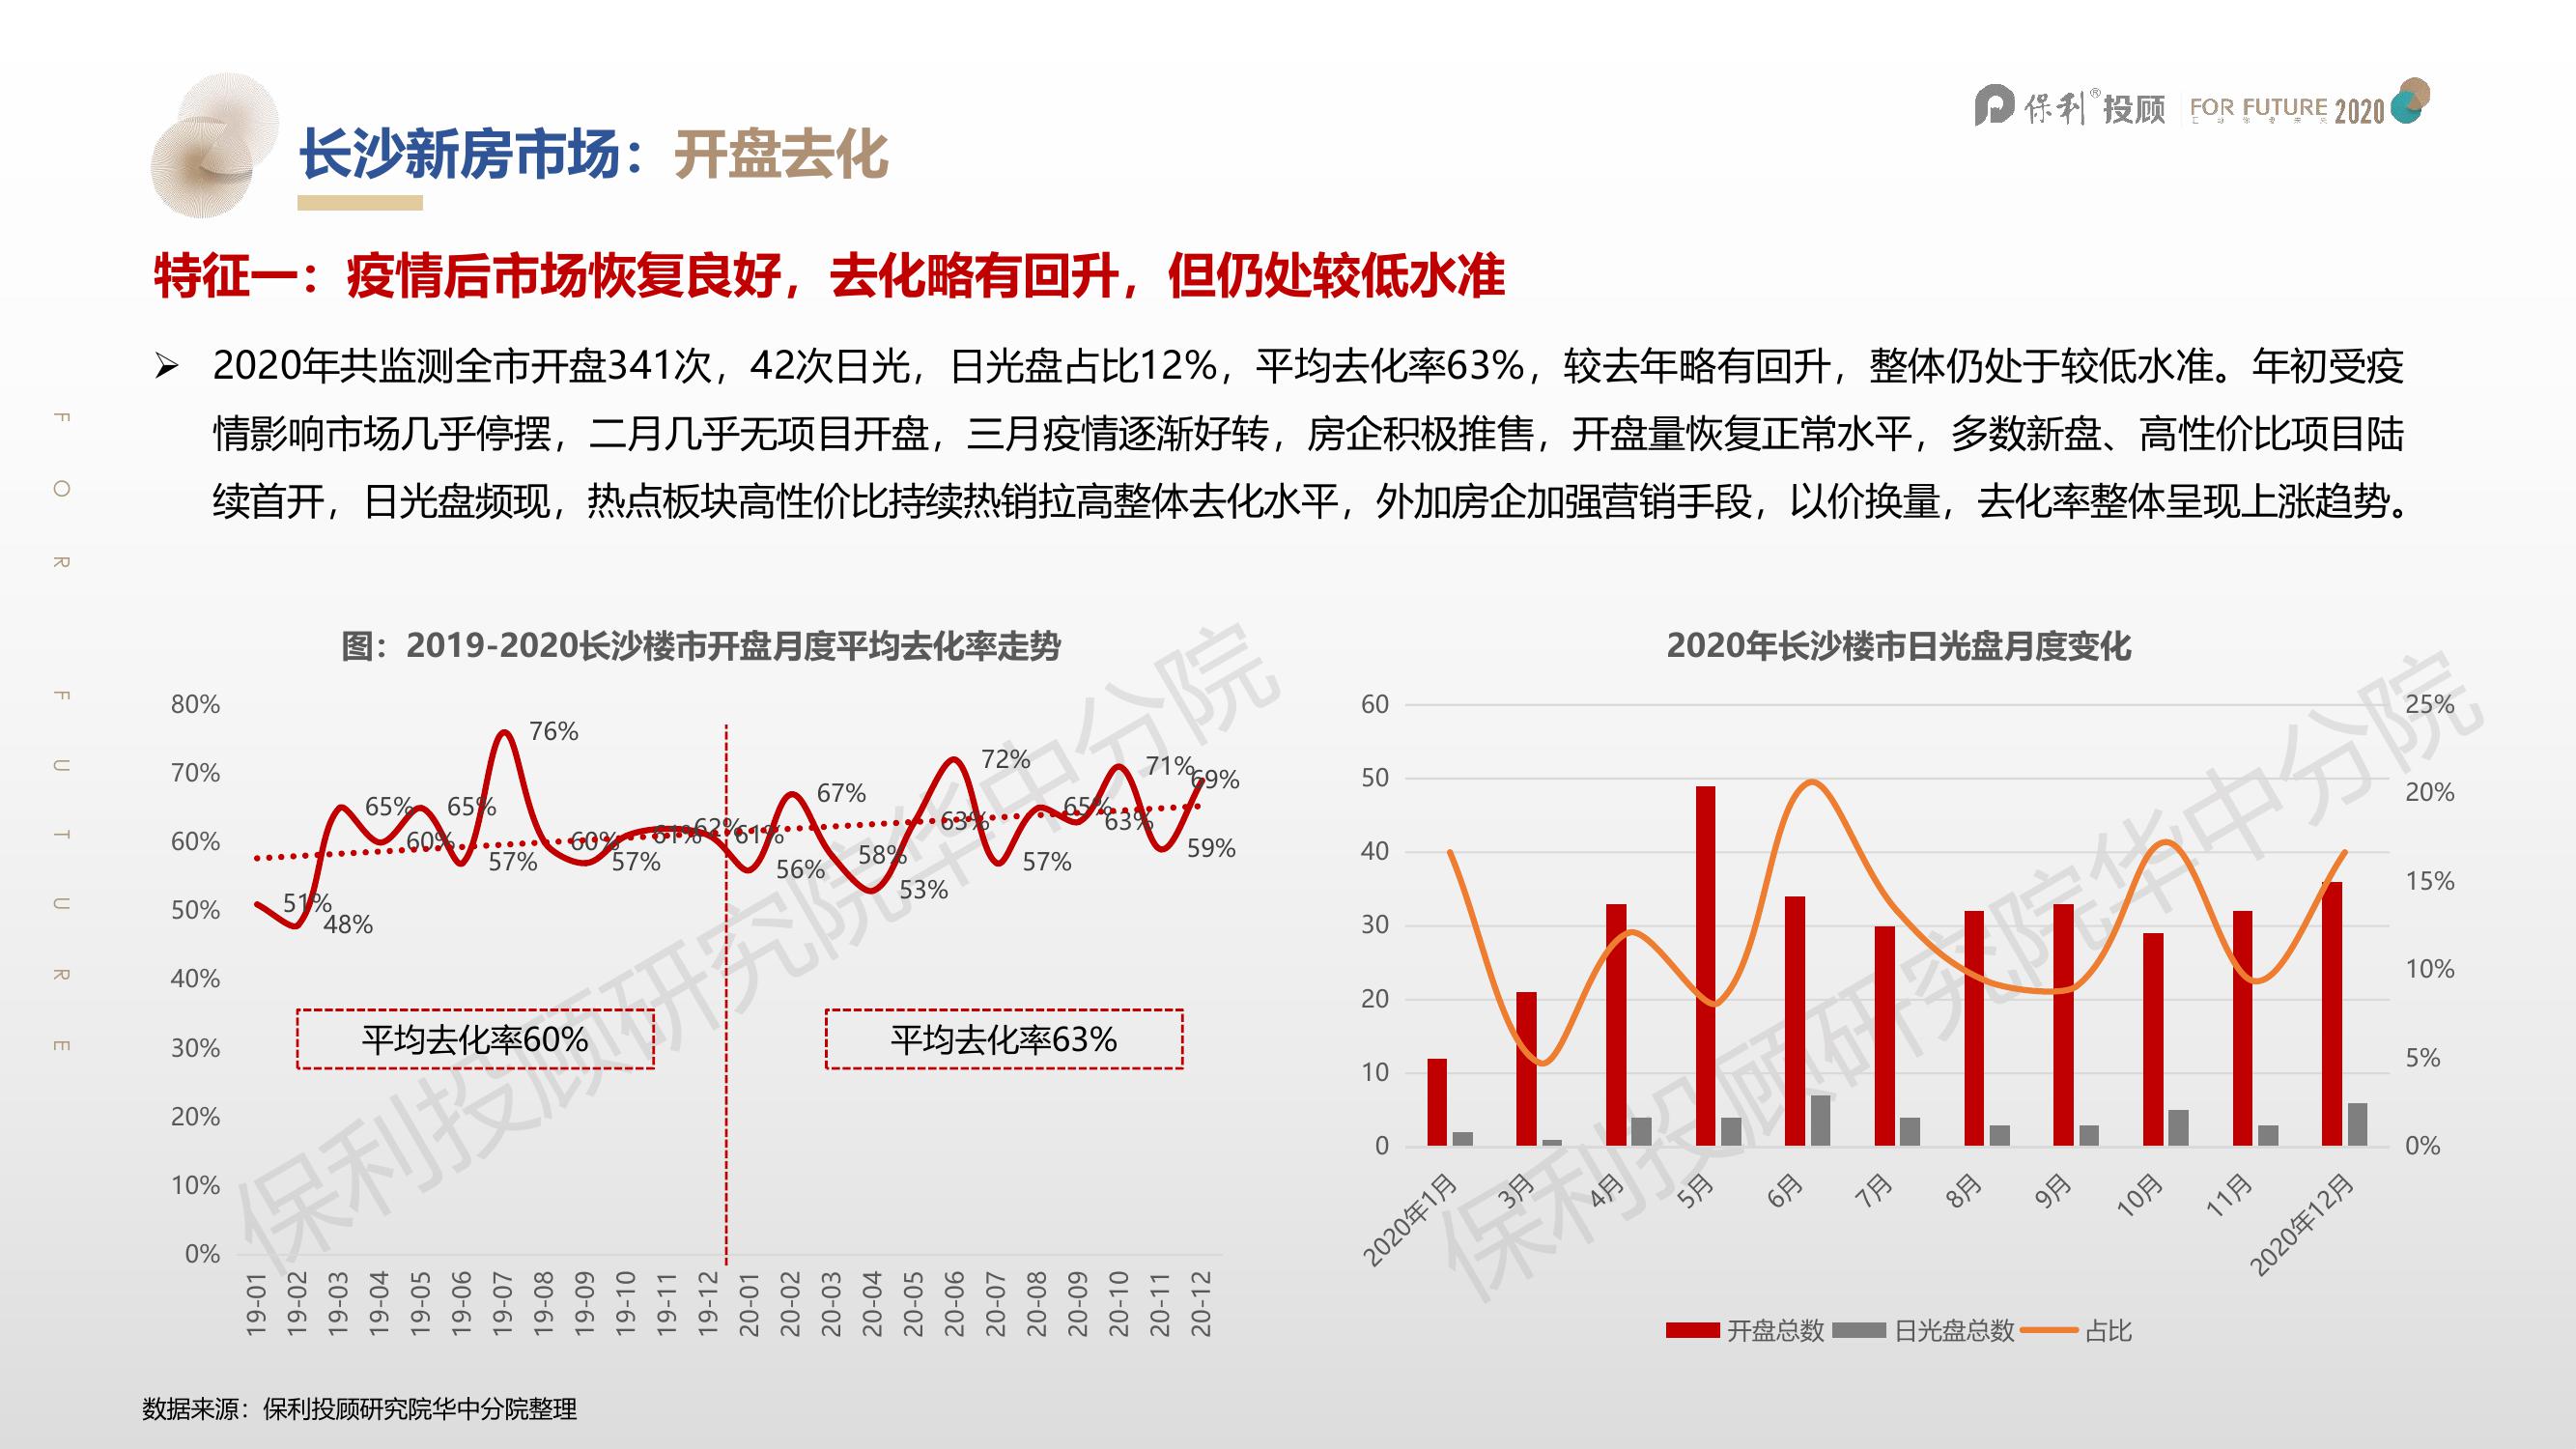 保利®投顾 FOR FUTURE 2020
长沙新房市场：开盘去化
特征一：疫情后市场恢复良好，去化略有回升，但仍处较低水准
➢ 2020年共监测全市开盘341次，42次日光，日光盘占比12%，平均去化率63%，较去年略有回升，整体仍处于较低水准。年初受疫
情影响市场几乎停摆，二月几乎无项目开盘，三月疫情逐渐好转，房企积极推售，开盘量恢复正常水平，多数新盘、高性价比项目陆
续首开，日光盘频现，热点板块高性价比持续热销拉高整体去化水平，外加房企加强营销手段，以价换量，去化率整体呈现上涨趋势。
FOR FUTURE
图：2019-2020长沙楼市开盘月度平均去化率走势
80%
70%
60%
50%
40%
30%
20%
10%
0%
51%
48%
65%
60%
65%
57%
76%
60%
57%
61%
62%
61%
56%
67%
58%
53%
63%
72%
57%
65%
63%
71%
59%
69%
平均去化率60%
平均去化率63%
19-01
19-02
19-03
19-04
19-05
19-06
19-07
19-08
19-09
19-10
19-11
19-12
20-01
20-02
20-03
20-04
20-05
20-06
20-07
20-08
20-09
20-10
20-11
20-12
保利投顾研究院华中分院
2020年长沙楼市日光盘月度变化
60
50
40
30
20
10
0
25%
20%
15%
10%
5%
0%
2020年1月
3月
4月
5月
6月
7月
8月
9月
10月
11月
2020年12月
开盘总数 日光盘总数 占比
保利投顾研究院华中分院
数据来源：保利投顾研究院华中分院整理